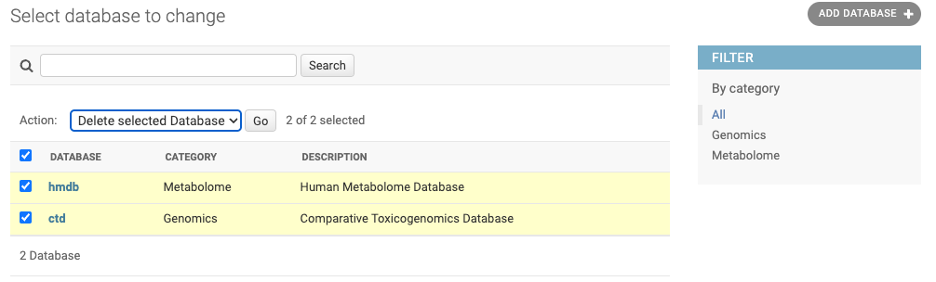 Select database to change
ADD DATABASE +
Search
FILTER
By category
All
Genomics
Metabolome
Action: Delete selected Database Go 2 of 2 selected
DATABASE CATEGORY DESCRIPTION
hmdb Metabolome Human Metabolome Database
ctd Genomics Comparative Toxicogenomics Database
2 Database